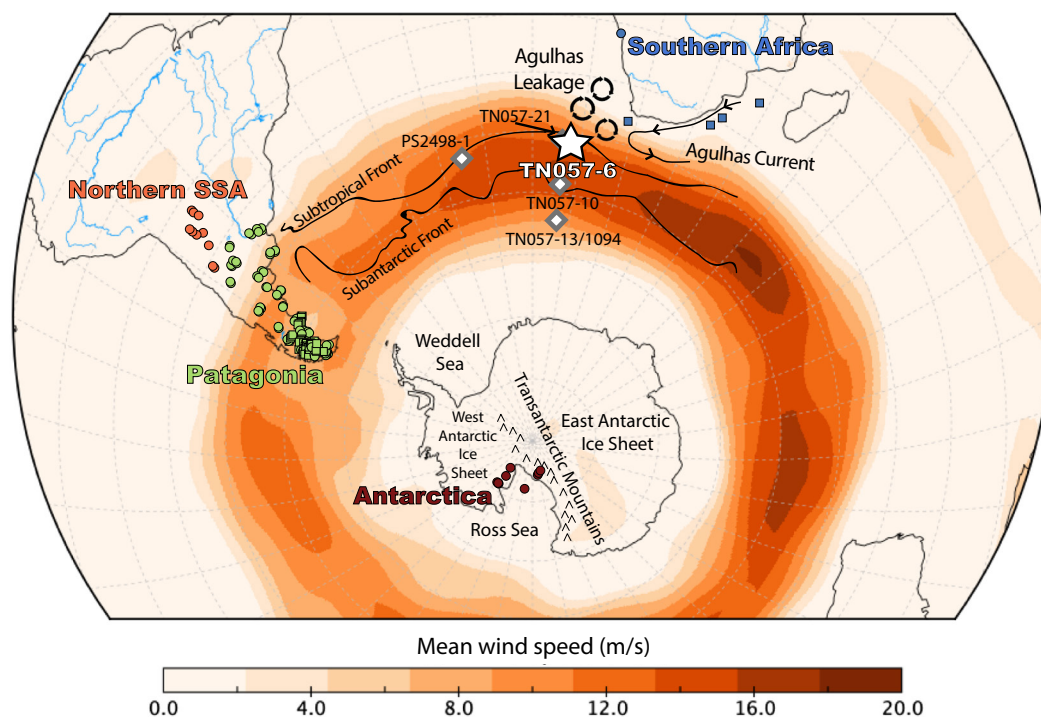 Agulhas
Leakage
Southern Africa
TN057-21
PS2498-1
Agulhas Current
TN057-6
Northern SSA
Subtropical Front
TN057-10
Subantarctic Front
TN057-13/1094
Weddell
Sea
Patagonia
Transantarctic Mountains
West
Antarctic
Ice
Sheet
East Antarctic
Ice Sheet
Antarctica
Ross Sea
Mean wind speed (m/s)
0.0 4.0 8.0 12.0 16.0 20.0